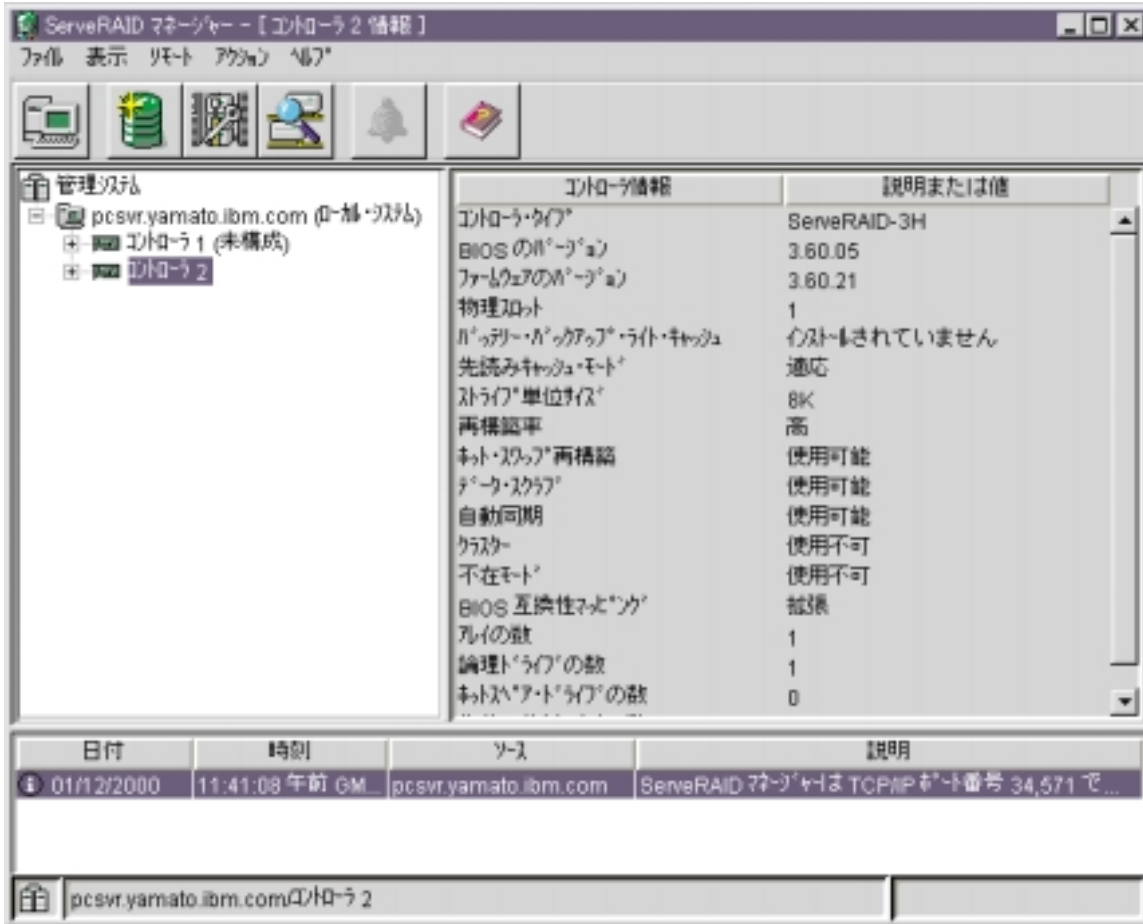 ServeRAID マネージャー - [ コントローラ 2 情報 ]
ファイル 表示 リモート アクション ヘルプ
管理システム
pcsvr.yamato.ibm.com (ローカル・システム)
コントローラ 1 (未構成)
コントローラ 2
コントローラ情報 説明または値
コントローラ・タイプ ServeRAID-3H
BIOS のバージョン 3.60.05
ファームウェアのバージョン 3.60.21
物理スロット 1
バッテリー・バックアップ・ライト・キャッシュ インストールされていません
先読みキャッシュ・モード 適応
ストライプ単位サイズ 8K
再構築率 高
ホット・スワップ再構築 使用可能
データ・スクラブ 使用可能
自動同期 使用可能
クラスター 使用不可
不在モード 使用不可
BIOS 互換性マッピング 拡張
アレイの数 1
論理ドライブの数 1
ホットスペア・ドライブの数 0
日付 時刻 ソース 説明
01/12/2000 11:41:08 午前 GM... pcsvr.yamato.ibm.com ServeRAID マネージャーは TCP/IP ポート番号 34,571 で...
pcsvr.yamato.ibm.com/コントローラ 2